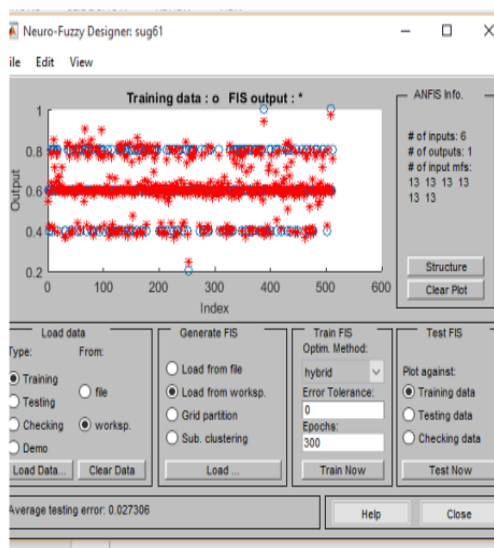 Neuro-Fuzzy Designer: sug61
ile Edit View
Training data : o FIS output : *
1
0.8
0.6
0.4
0.2
Output
0 100 200 300 400 500 600
Index
ANFIS Info.
# of inputs: 6
# of outputs: 1
# of input mfs:
13 13 13 13
13 13
Structure
Clear Plot
Load data
Type: From:
Training
Testing
Checking
Demo
file
worksp.
Load Data... Clear Data
Generate FIS
Load from file
Load from worksp.
Grid partition
Sub. clustering
Load ...
Train FIS
Optim. Method:
hybrid
Error Tolerance:
0
Epochs:
300
Train Now
Test FIS
Plot against:
Training data
Testing data
Checking data
Test Now
Average testing error: 0.027306
Help Close